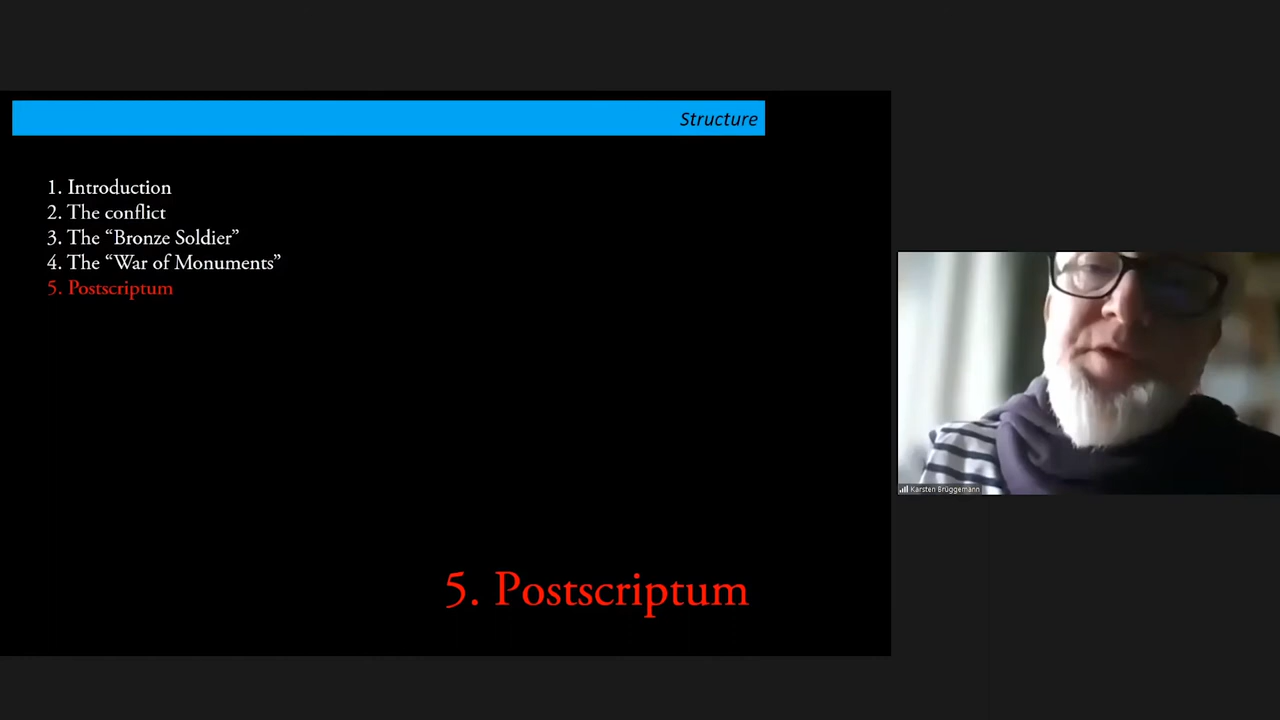 Structure
1. Introduction
2. The conflict
3. The “Bronze Soldier”
4. The “War of Monuments”
5. Postscriptum
5. Postscriptum
Karsten Brüggemann